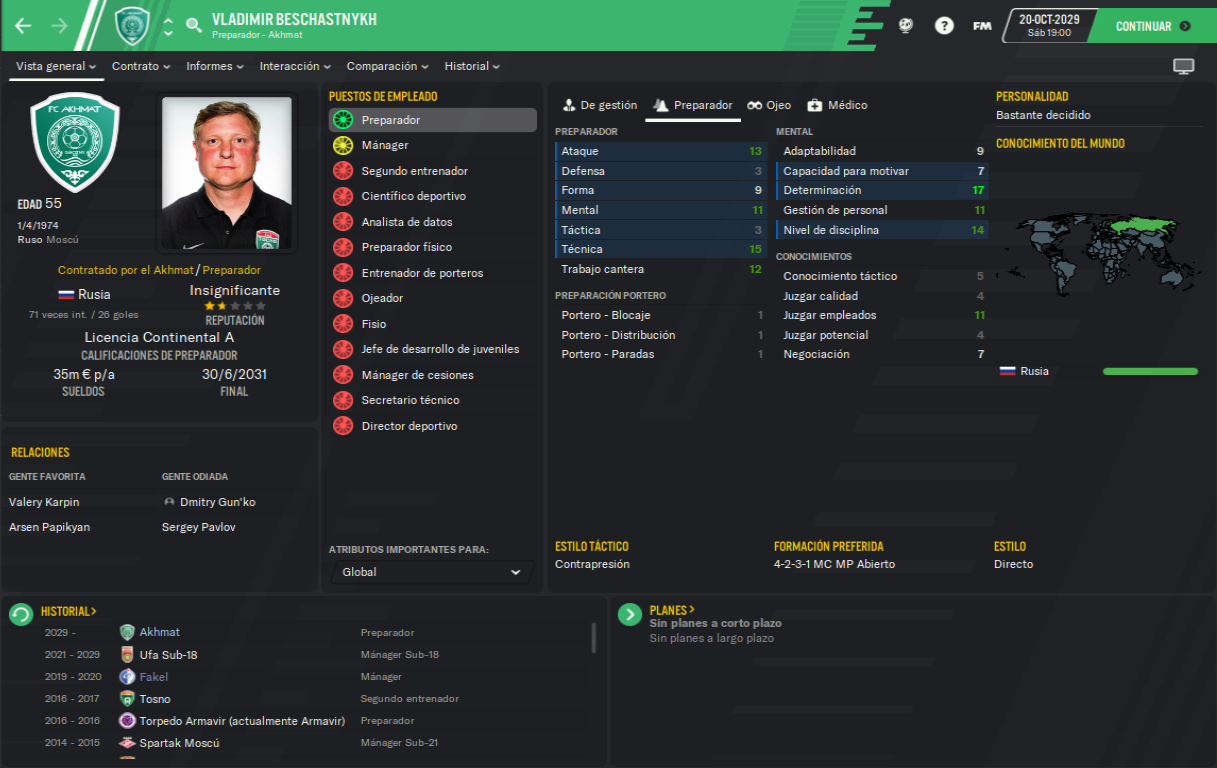 VLADIMIR BESCHASTNYKH
Preparador - Akhmat
FM
20-OCT-2029
Sáb 19:00
CONTINUAR
Vista general
Contrato
Informes
Interacción
Comparación
Historial
FC AKHMAT
EDAD 55
1/4/1974
Ruso Moscú
Contratado por el Akhmat / Preparador
Rusia
71 veces int. / 26 goles
Insignificante
REPUTACIÓN
Licencia Continental A
CALIFICACIONES DE PREPARADOR
35m € p/a
SUELDOS
30/6/2031
FINAL
RELACIONES
GENTE FAVORITA
GENTE ODIADA
Valery Karpin
Dmitry Gun'ko
Arsen Papikyan
Sergey Pavlov
PUESTOS DE EMPLEADO
Preparador
Mánager
Segundo entrenador
Científico deportivo
Analista de datos
Preparador físico
Entrenador de porteros
Ojeador
Fisio
Jefe de desarrollo de juveniles
Mánager de cesiones
Secretario técnico
Director deportivo
ATRIBUTOS IMPORTANTES PARA:
Global
De gestión
Preparador
Ojeo
Médico
PREPARADOR
Ataque 13
Defensa 3
Forma 9
Mental 11
Táctica 3
Técnica 15
Trabajo cantera 12
PREPARACIÓN PORTERO
Portero - Blocaje 1
Portero - Distribución 1
Portero - Paradas 1
MENTAL
Adaptabilidad 9
Capacidad para motivar 7
Determinación 17
Gestión de personal 11
Nivel de disciplina 14
CONOCIMIENTOS
Conocimiento táctico 5
Juzgar calidad 4
Juzgar empleados 11
Juzgar potencial 4
Negociación 7
PERSONALIDAD
Bastante decidido
CONOCIMIENTO DEL MUNDO
Rusia
ESTILO TÁCTICO
Contrapresión
FORMACIÓN PREFERIDA
4-2-3-1 MC MP Abierto
ESTILO
Directo
HISTORIAL >
2029 - Akhmat Preparador
2021 - 2029 Ufa Sub-18 Mánager Sub-18
2019 - 2020 Fakel Mánager
2016 - 2017 Tosno Segundo entrenador
2016 - 2016 Torpedo Armavir (actualmente Armavir) Preparador
2014 - 2015 Spartak Moscú Mánager Sub-21
PLANES >
Sin planes a corto plazo
Sin planes a largo plazo